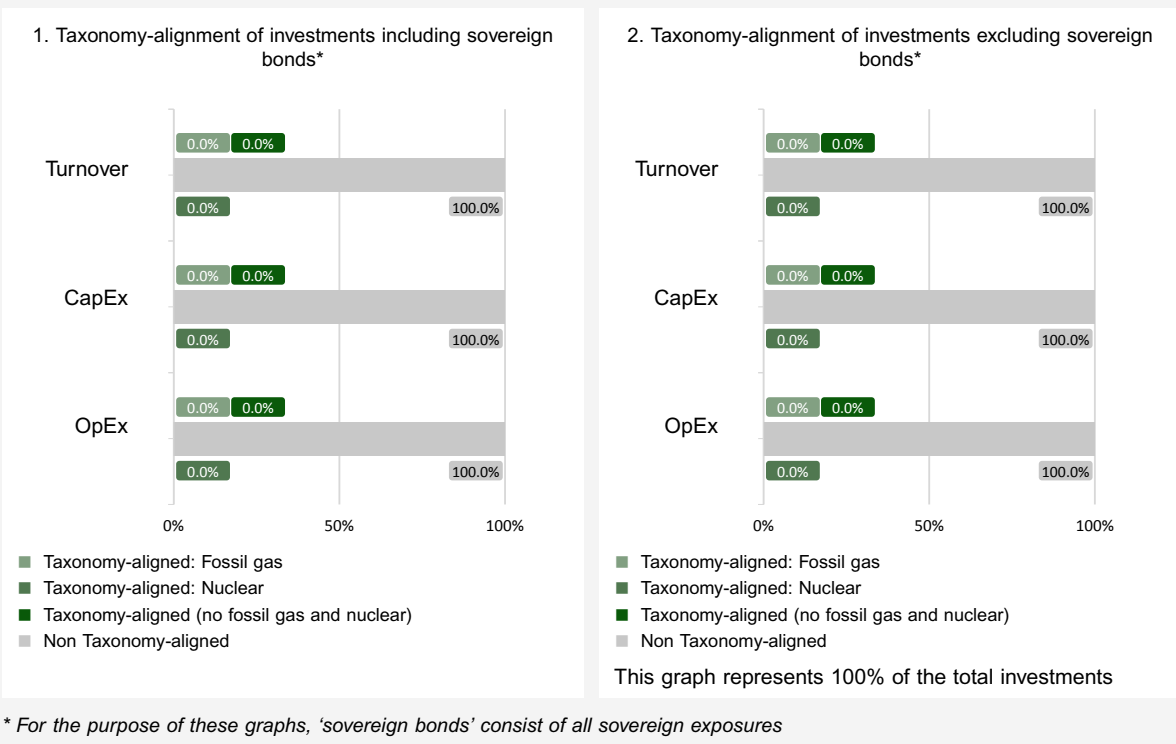 1. Taxonomy-alignment of investments including sovereign
bonds*
0.0% 0.0%
Turnover
0.0% 100.0%
0.0% 0.0%
CapEx
0.0% 100.0%
0.0% 0.0%
OpEx
0.0% 100.0%
0% 50% 100%
Taxonomy-aligned: Fossil gas
Taxonomy-aligned: Nuclear
Taxonomy-aligned (no fossil gas and nuclear)
Non Taxonomy-aligned
2. Taxonomy-alignment of investments excluding sovereign
bonds*
0.0% 0.0%
Turnover
0.0% 100.0%
0.0% 0.0%
CapEx
0.0% 100.0%
0.0% 0.0%
OpEx
0.0% 100.0%
0% 50% 100%
Taxonomy-aligned: Fossil gas
Taxonomy-aligned: Nuclear
Taxonomy-aligned (no fossil gas and nuclear)
Non Taxonomy-aligned
This graph represents 100% of the total investments
* For the purpose of these graphs, ‘sovereign bonds’ consist of all sovereign exposures